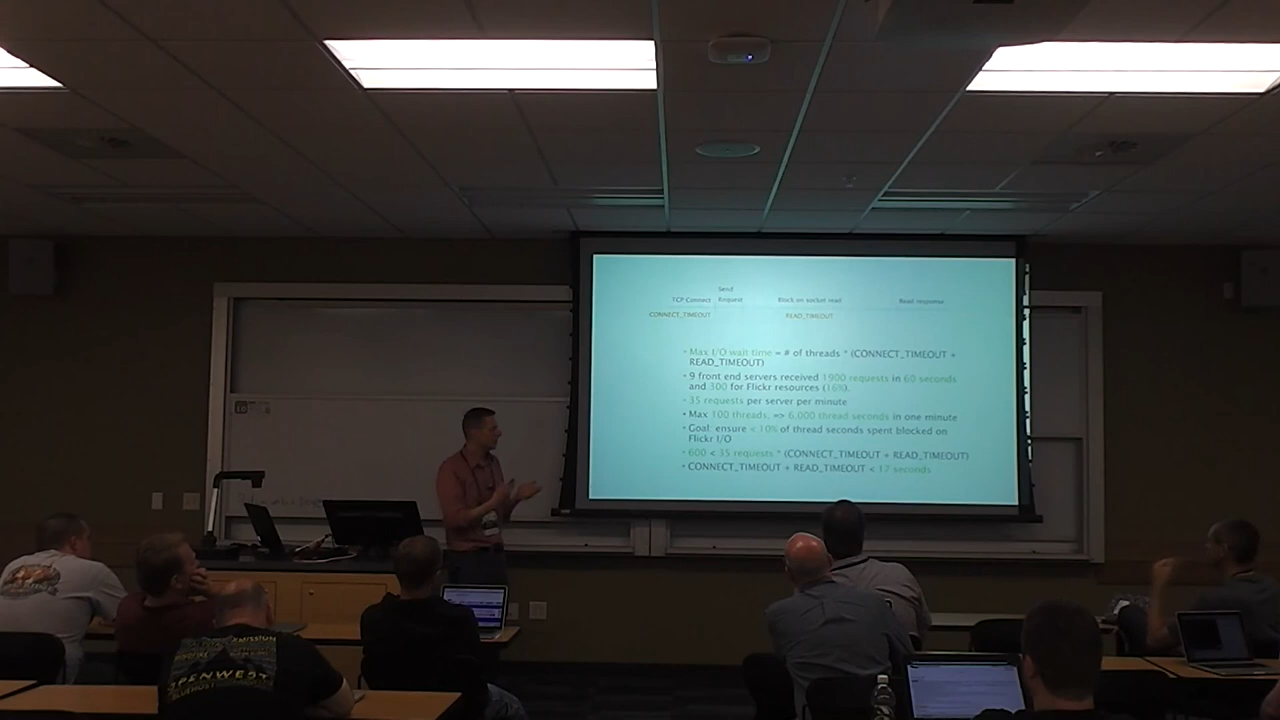 Send
TCP Connect Request Block on socket read Read response
CONNECT_TIMEOUT READ_TIMEOUT
• Max I/O wait time = # of threads * (CONNECT_TIMEOUT +
READ_TIMEOUT)
• 9 front end servers received 1900 requests in 60 seconds
and 300 for Flickr resources (16%).
• 35 requests per server per minute
• Max 100 threads, => 6,000 thread seconds in one minute
• Goal: ensure < 10% of thread seconds spent blocked on
Flickr I/O
• 600 < 35 requests * (CONNECT_TIMEOUT + READ_TIMEOUT)
• CONNECT_TIMEOUT + READ_TIMEOUT < 17 seconds
OPENWEST
BLUEHOST